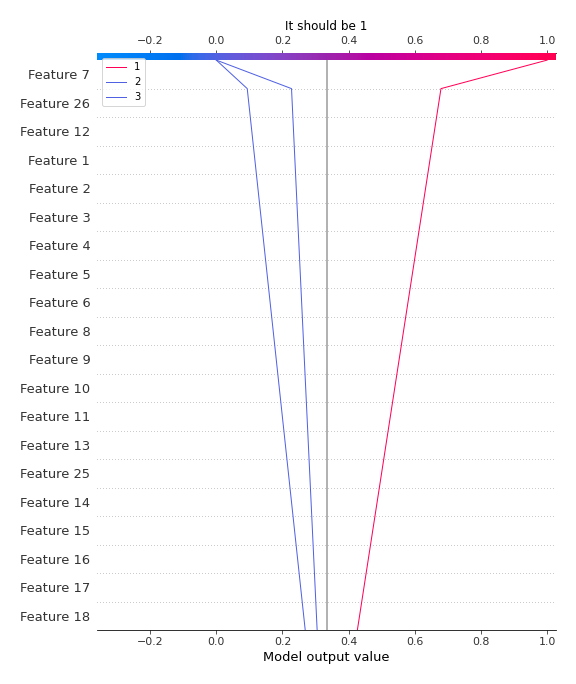 It should be 1
−0.2 0.0 0.2 0.4 0.6 0.8 1.0
1
2
3
Feature 7
Feature 26
Feature 12
Feature 1
Feature 2
Feature 3
Feature 4
Feature 5
Feature 6
Feature 8
Feature 9
Feature 10
Feature 11
Feature 13
Feature 25
Feature 14
Feature 15
Feature 16
Feature 17
Feature 18
−0.2 0.0 0.2 0.4 0.6 0.8 1.0
Model output value